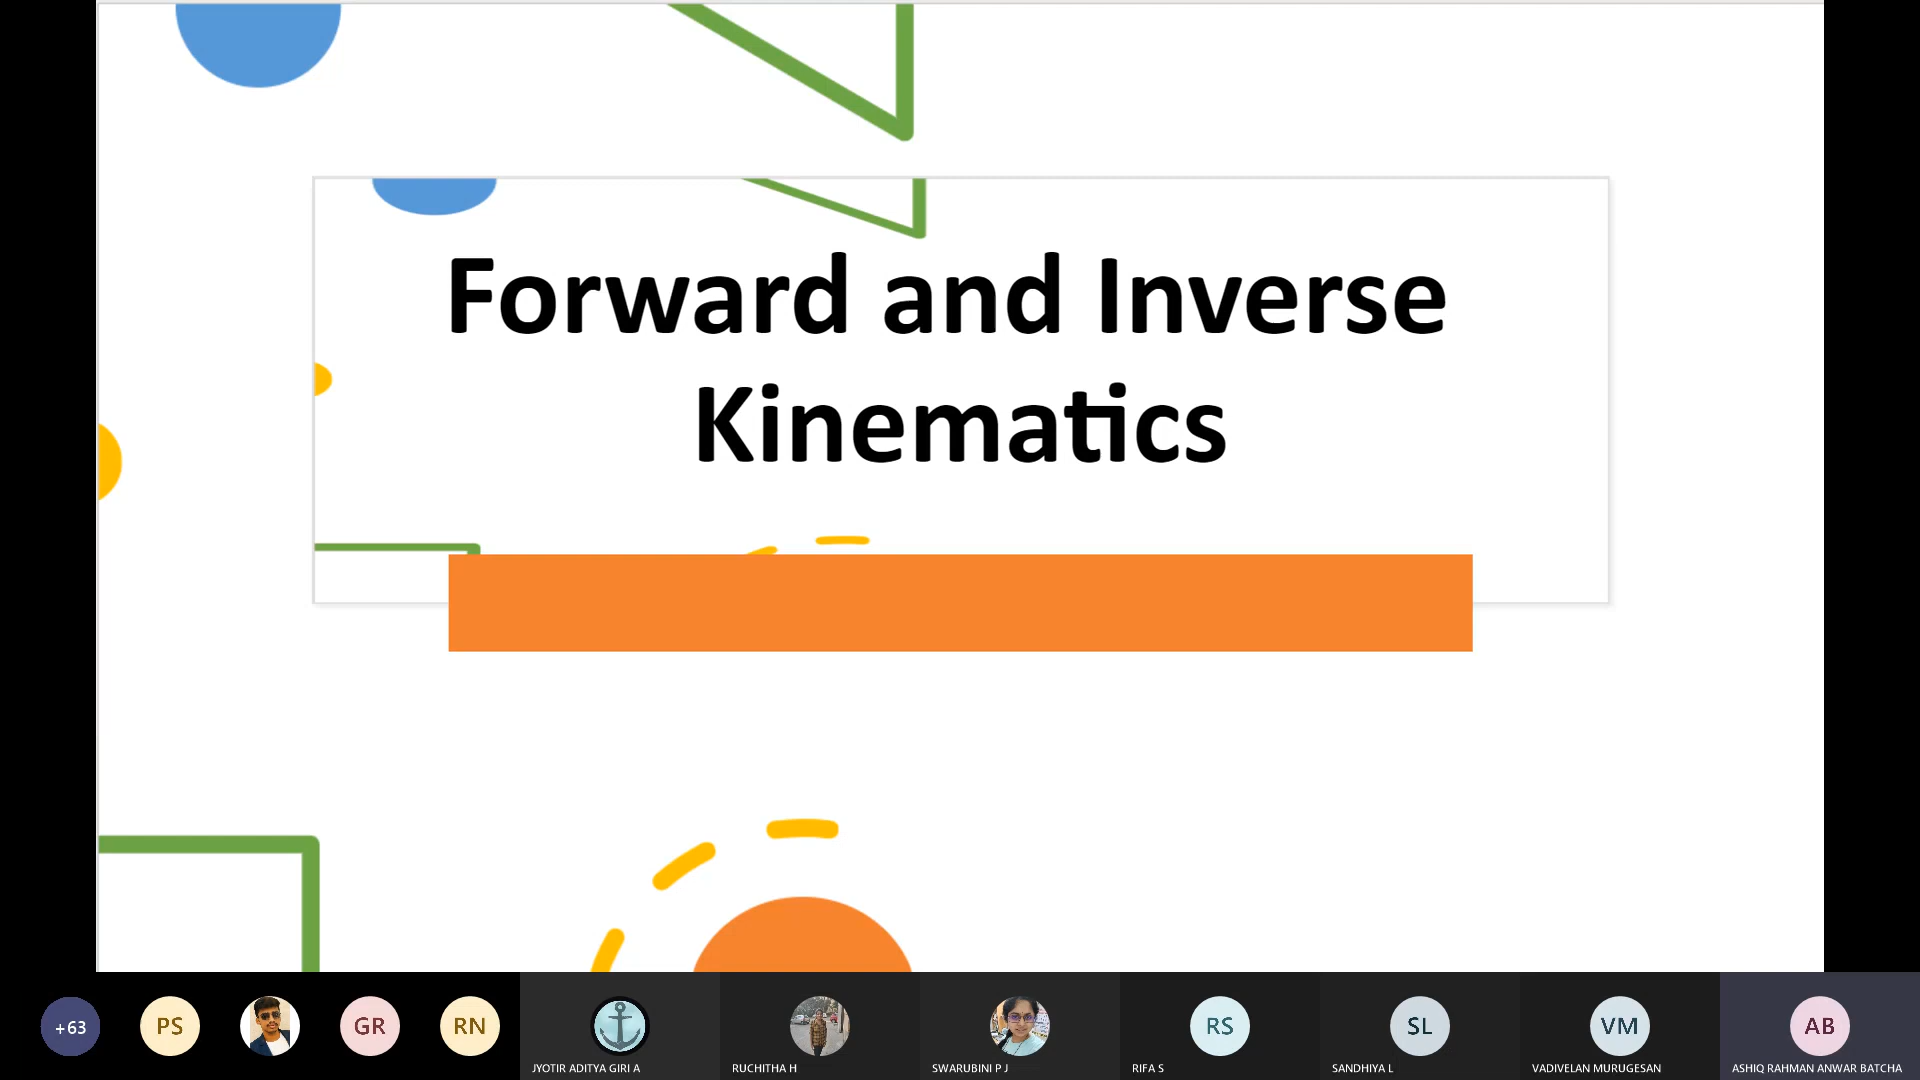 Forward and Inverse
Kinematics
+63
PS
GR
RN
RS
SL
VM
AB
JYOTIR ADITYA GIRI A
RUCHITHA H
SWARUBINI P J
RIFA S
SANDHIYA L
VADIVELAN MURUGESAN
ASHIQ RAHMAN ANWAR BATCHA